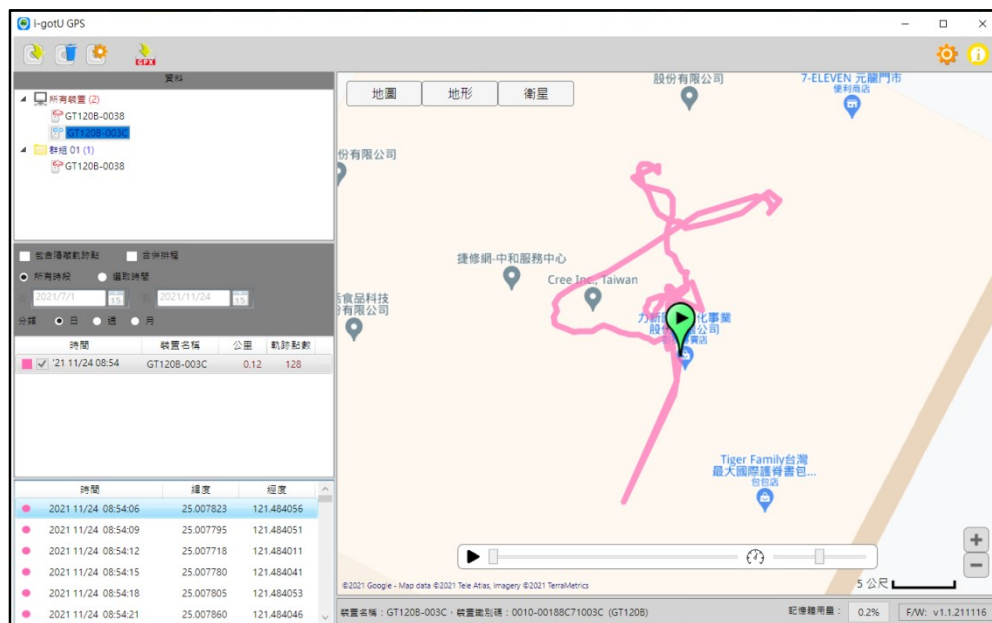 i-gotU GPS
GPX
資料
所有裝置 (2)
GT120B-0038
GT120B-003C
群組 01 (1)
GT120B-0038
包含隱藏軌跡點
合併旅程
所有時段
選取時間
2021/7/1
15
到
2021/11/24
15
分類
日
週
月
時間
裝置名稱
公里
軌跡點數
'21 11/24 08:54
GT120B-003C
0.12
128
時間
緯度
經度
2021 11/24 08:54:06
25.007823
121.484056
2021 11/24 08:54:09
25.007795
121.484051
2021 11/24 08:54:12
25.007718
121.484011
2021 11/24 08:54:15
25.007780
121.484041
2021 11/24 08:54:18
25.007805
121.484053
2021 11/24 08:54:21
25.007860
121.484046
地圖
地形
衛星
股份有限公司
7-ELEVEN 元龍門市
便利商店
份有限公司
捷修網-中和服務中心
Cree Inc., Taiwan
活食品科技
份有限公司
力新國
化事業
股份
公司
Tiger Family台灣
最大國際護脊書包...
包包店
©2021 Google - Map data ©2021 Tele Atlas, Imagery ©2021 TerraMetrics
5 公尺
裝置名稱：GT120B-003C，裝置識別碼：0010-00188C71003C (GT120B)
記憶體用量：
0.2%
F/W: v1.1.211116